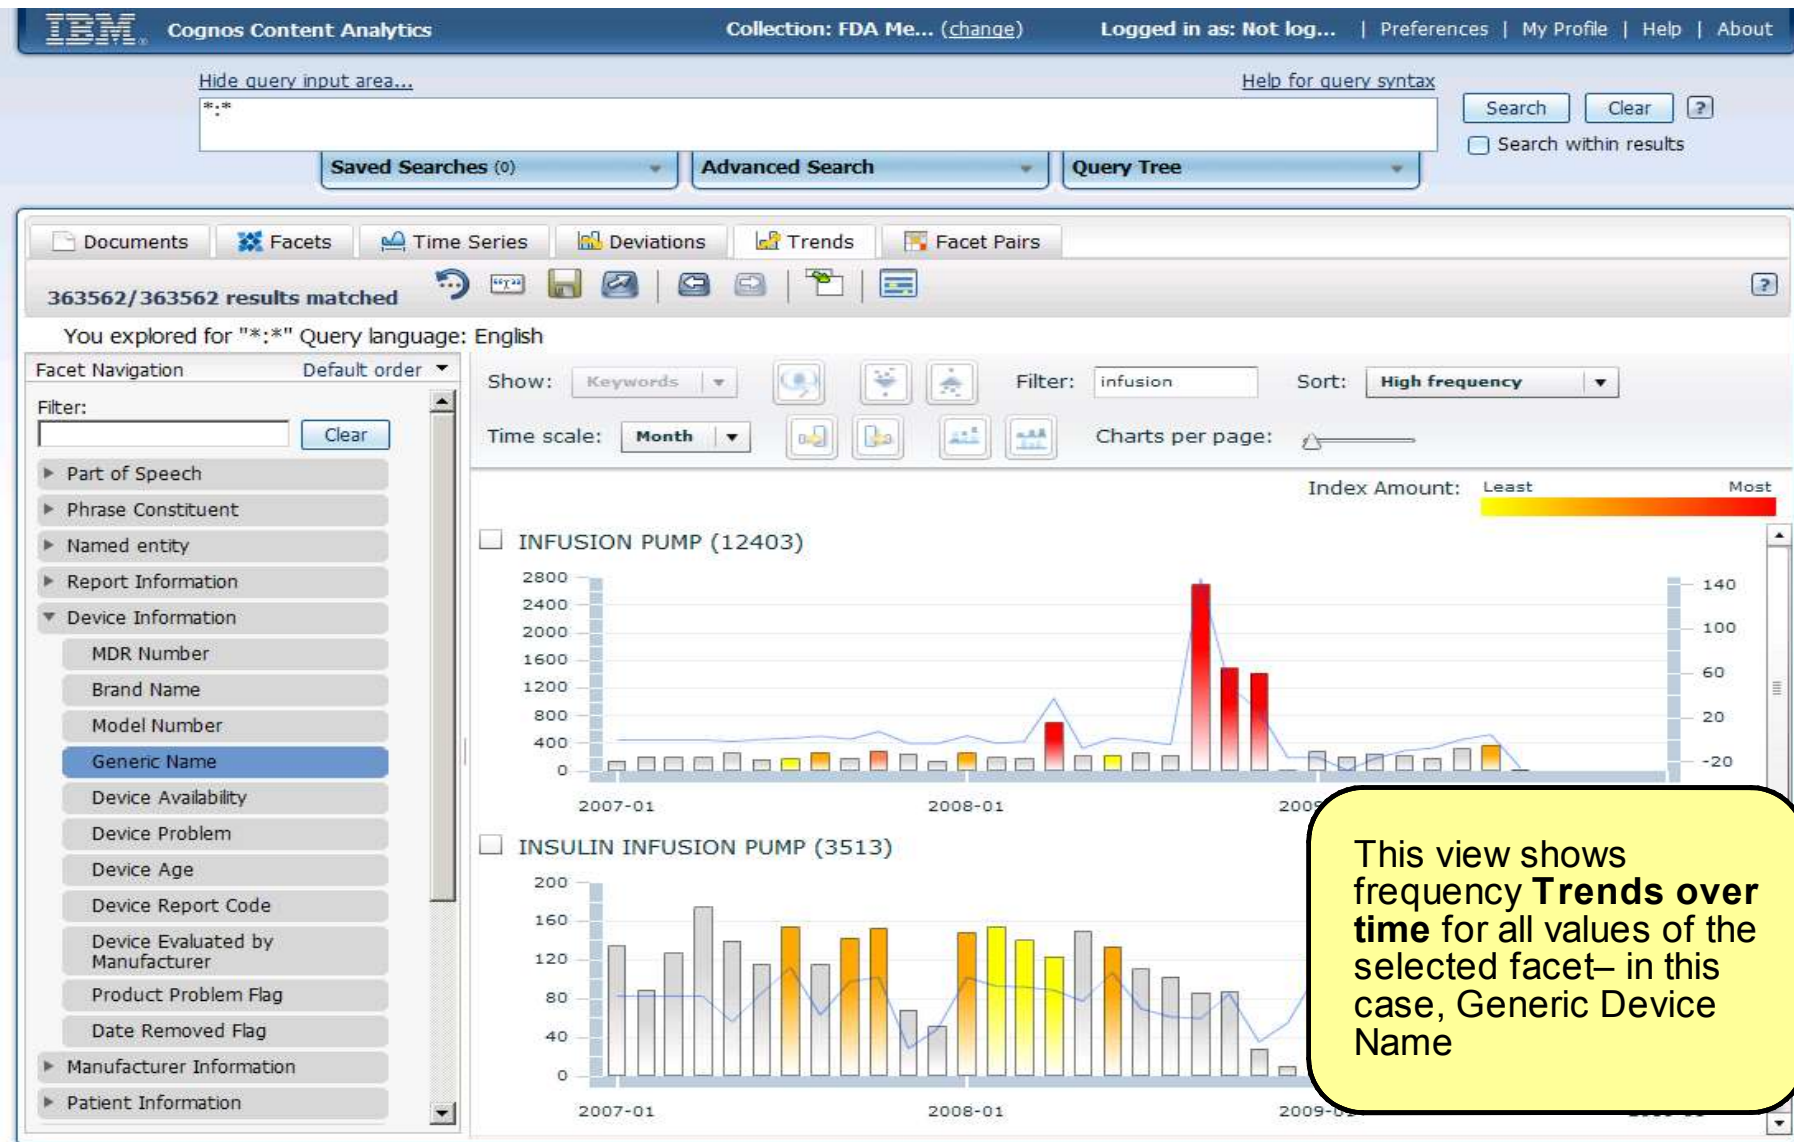 IBM® Cognos Content Analytics Collection: FDA Me... (change) Logged in as: Not log... | Preferences | My Profile | Help | About
Hide query input area... Help for query syntax
*:*
Search Clear ?
Search within results
Saved Searches (0) Advanced Search Query Tree
Documents Facets Time Series Deviations Trends Facet Pairs
363562/363562 results matched ?
You explored for "*:*" Query language: English
Facet Navigation Default order
Filter:
Clear
Part of Speech
Phrase Constituent
Named entity
Report Information
Device Information
MDR Number
Brand Name
Model Number
Generic Name
Device Availability
Device Problem
Device Age
Device Report Code
Device Evaluated by
Manufacturer
Product Problem Flag
Date Removed Flag
Manufacturer Information
Patient Information
Show: Keywords Filter: infusion Sort: High frequency
Time scale: Month Charts per page:
Index Amount: Least Most
INFUSION PUMP (12403)
2800
2400
2000
1600
1200
800
400
0
140
100
60
20
-20
2007-01 2008-01
INSULIN INFUSION PUMP (3513)
200
160
120
80
40
0
2007-01 2008-01
This view shows
frequency Trends over
time for all values of the
selected facet– in this
case, Generic Device
Name